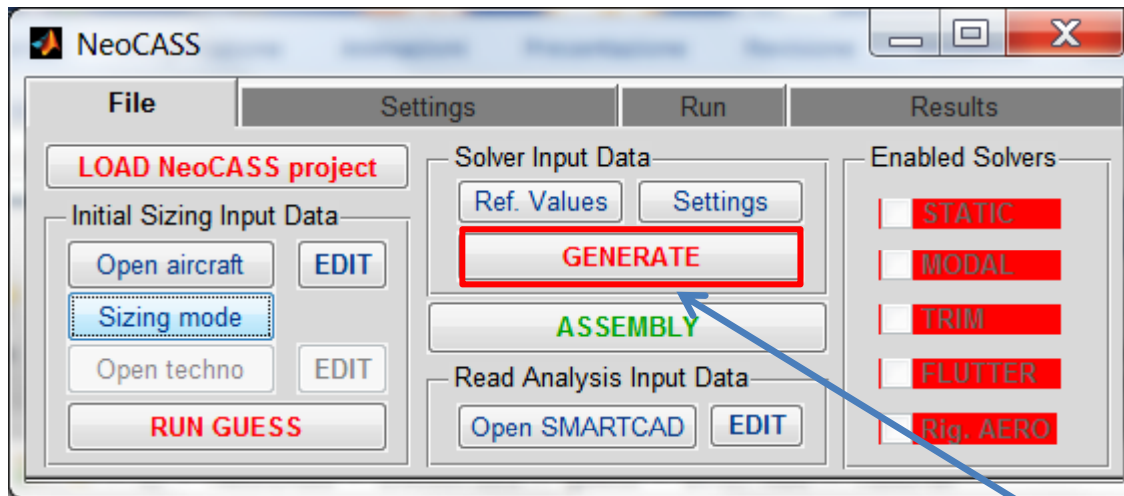 NeoCASS
File Settings Run Results
LOAD NeoCASS project
Initial Sizing Input Data
Open aircraft EDIT
Sizing mode
Open techno EDIT
RUN GUESS
Solver Input Data
Ref. Values Settings
GENERATE
ASSEMBLY
Read Analysis Input Data
Open SMARTCAD EDIT
Enabled Solvers
STATIC
MODAL
TRIM
FLUTTER
Rig. AERO